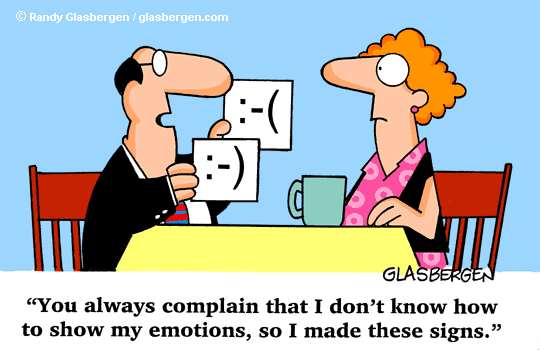 © Randy Glasbergen / glasbergen.com
:-(
:-)
GLASBERGEN
“You always complain that I don’t know how
to show my emotions, so I made these signs.”